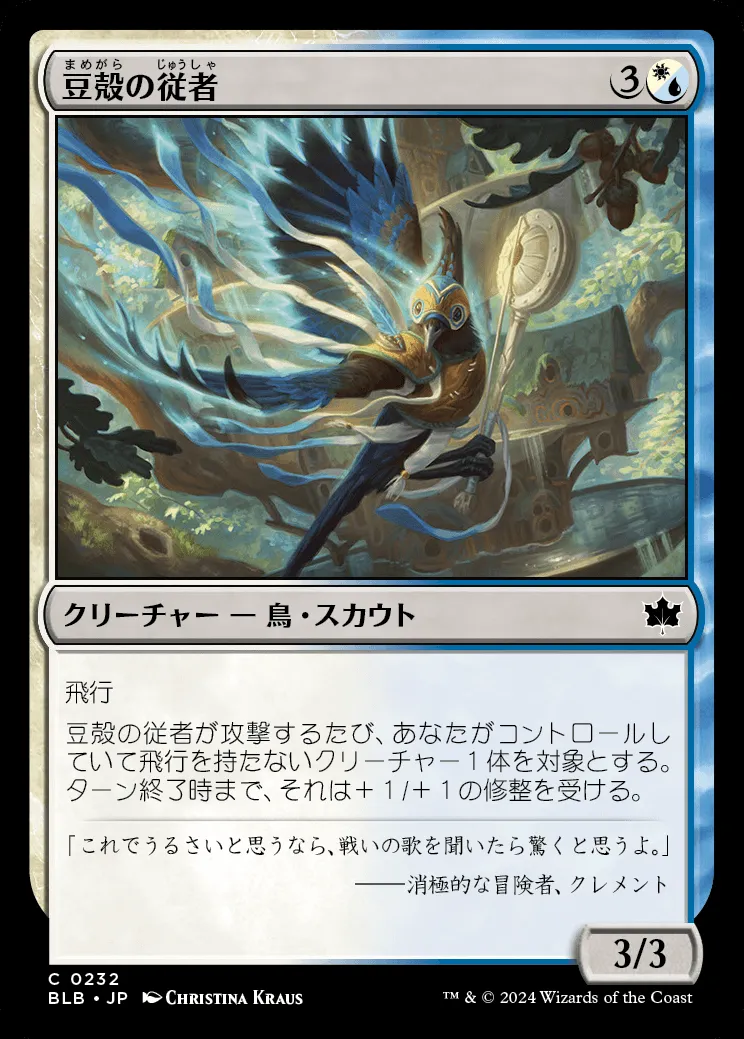 まめがら じゅうしゃ
豆殻の従者 3
クリーチャー — 鳥・スカウト
飛行
豆殻の従者が攻撃するたび、あなたがコントロールし
ていて飛行を持たないクリーチャー1体を対象とする。
ターン終了時まで、それは+1/+1の修整を受ける。
「これでうるさいと思うなら、戦いの歌を聞いたら驚くと思うよ。」
——消極的な冒険者、クレメント
3/3
C 0232
BLB • JP Christina Kraus
™ & © 2024 Wizards of the Coast